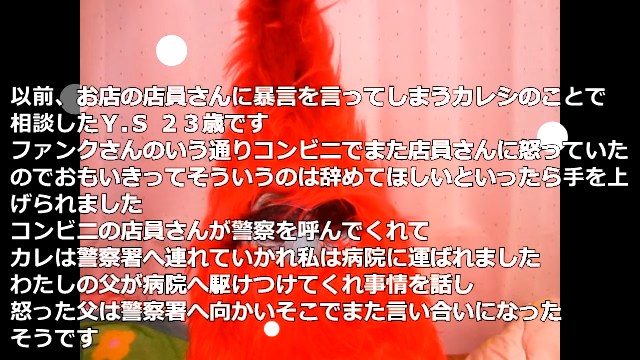 以前、お店の店員さんに暴言を言ってしまうカレシのことで
相談したY.S ２３歳です
ファンクさんのいう通りコンビニでまた店員さんに怒っていた
のでおもいきってそういうのは辞めてほしいといったら手を上
げられました
コンビニの店員さんが警察を呼んでくれて
カレは警察署へ連れていかれ私は病院に運ばれました
わたしの父が病院へ駆けつけてくれ事情を話し
怒った父は警察署へ向かいそこでまた言い合いになった
そうです